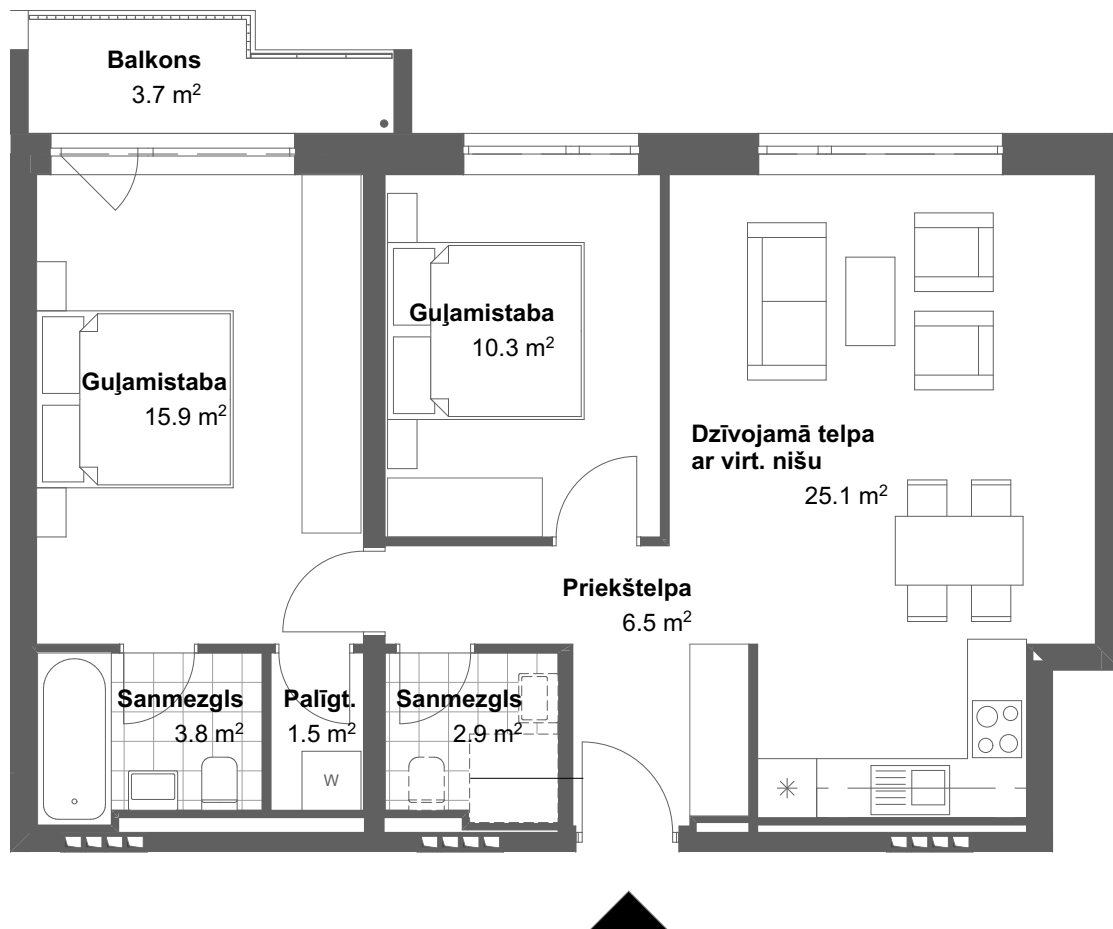 Balkons
3.7 m²
Guļamistaba
10.3 m²
Guļamistaba
15.9 m²
Dzīvojamā telpa
ar virt. nišu
25.1 m²
Priekštelpa
6.5 m²
Sanmezgls
3.8 m²
Palīgt.
1.5 m²
Sanmezgls
2.9 m²
W